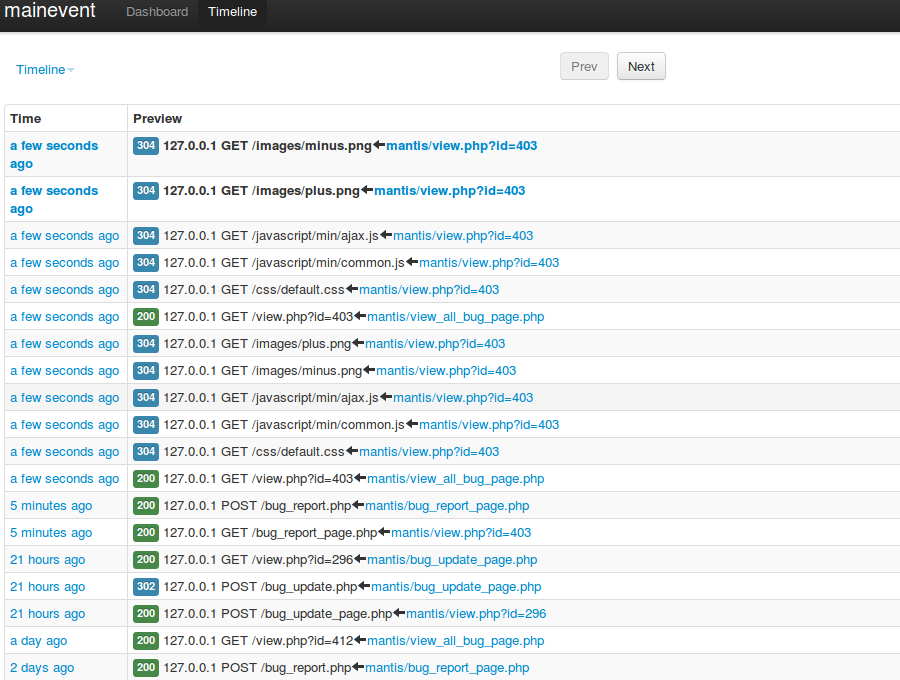 mainevent Dashboard Timeline
Timeline Prev Next
Time Preview
a few seconds ago 304 127.0.0.1 GET /images/minus.png←mantis/view.php?id=403
a few seconds ago 304 127.0.0.1 GET /images/plus.png←mantis/view.php?id=403
a few seconds ago 304 127.0.0.1 GET /javascript/min/ajax.js←mantis/view.php?id=403
a few seconds ago 304 127.0.0.1 GET /javascript/min/common.js←mantis/view.php?id=403
a few seconds ago 304 127.0.0.1 GET /css/default.css←mantis/view.php?id=403
a few seconds ago 200 127.0.0.1 GET /view.php?id=403←mantis/view_all_bug_page.php
a few seconds ago 304 127.0.0.1 GET /images/plus.png←mantis/view.php?id=403
a few seconds ago 304 127.0.0.1 GET /images/minus.png←mantis/view.php?id=403
a few seconds ago 304 127.0.0.1 GET /javascript/min/ajax.js←mantis/view.php?id=403
a few seconds ago 304 127.0.0.1 GET /javascript/min/common.js←mantis/view.php?id=403
a few seconds ago 304 127.0.0.1 GET /css/default.css←mantis/view.php?id=403
a few seconds ago 200 127.0.0.1 GET /view.php?id=403←mantis/view_all_bug_page.php
5 minutes ago 200 127.0.0.1 POST /bug_report.php←mantis/bug_report_page.php
5 minutes ago 200 127.0.0.1 GET /bug_report_page.php←mantis/view.php?id=403
21 hours ago 200 127.0.0.1 GET /view.php?id=296←mantis/bug_update_page.php
21 hours ago 302 127.0.0.1 POST /bug_update.php←mantis/bug_update_page.php
21 hours ago 200 127.0.0.1 POST /bug_update_page.php←mantis/view.php?id=296
a day ago 200 127.0.0.1 GET /view.php?id=412←mantis/view_all_bug_page.php
2 days ago 200 127.0.0.1 POST /bug_report.php←mantis/bug_report_page.php